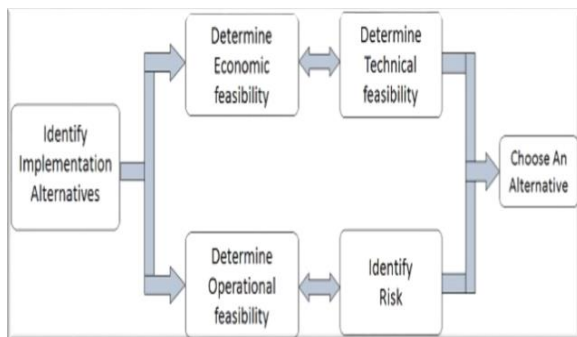 Identify
Implementation
Alternatives
Determine
Economic
feasibility
Determine
Technical
feasibility
Determine
Operational
feasibility
Identify
Risk
Choose An
Alternative